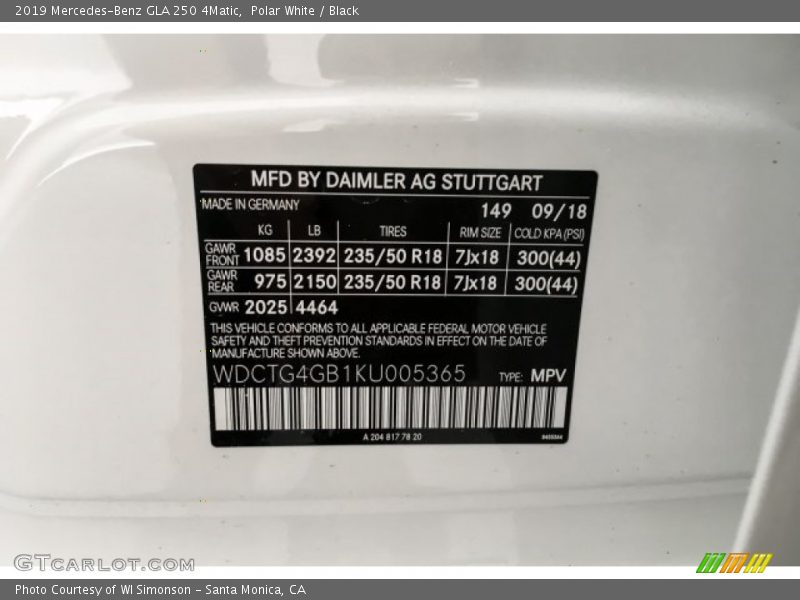 2019 Mercedes-Benz GLA 250 4Matic,  Polar White / Black
MFD BY DAIMLER AG STUTTGART
MADE IN GERMANY 149 09/18
KG LB TIRES RIM SIZE COLD KPA(PSI)
GAWR FRONT 1085 2392 235/50 R18 7Jx18 300(44)
GAWR REAR 975 2150 235/50 R18 7Jx18 300(44)
GVWR 2025 4464
THIS VEHICLE CONFORMS TO ALL APPLICABLE FEDERAL MOTOR VEHICLE
SAFETY AND THEFT PREVENTION STANDARDS IN EFFECT ON THE DATE OF
MANUFACTURE SHOWN ABOVE.
WDCTG4GB1KU005365 TYPE: MPV
A 204 817 78 20
GTCARLOT.COM
Photo Courtesy of WI Simonson - Santa Monica, CA